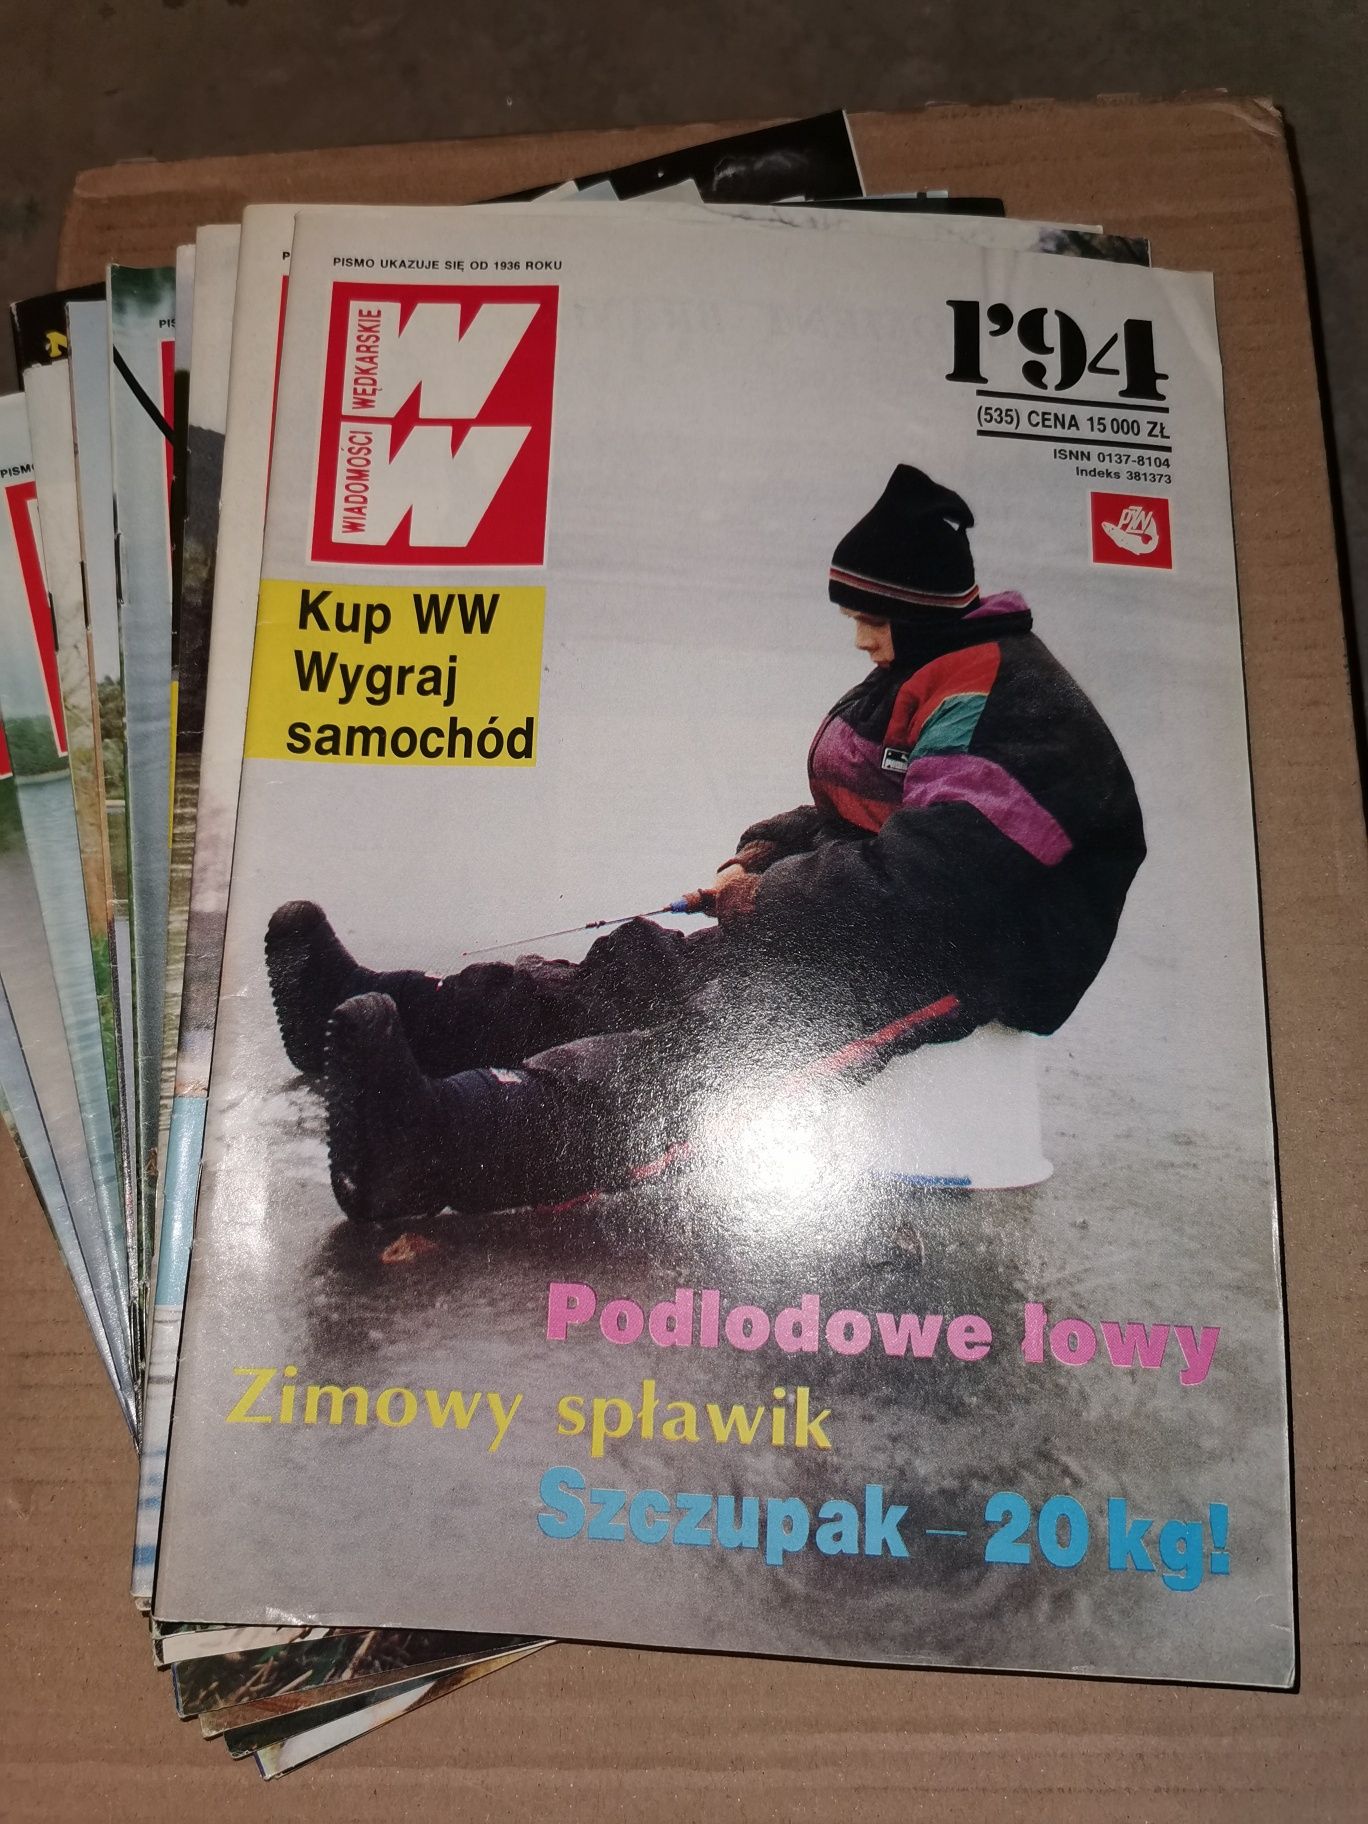 PISMO UKAZUJE SIĘ OD 1936 ROKU
WW
WIADOMOŚCI WĘDKARSKIE
1'94
(535) CENA 15 000 ZŁ
ISNN 0137-8104
Indeks 381373
PZW
Kup WW
Wygraj
samochód
Podlodowe łowy
Zimowy spławik
Szczupak – 20 kg!